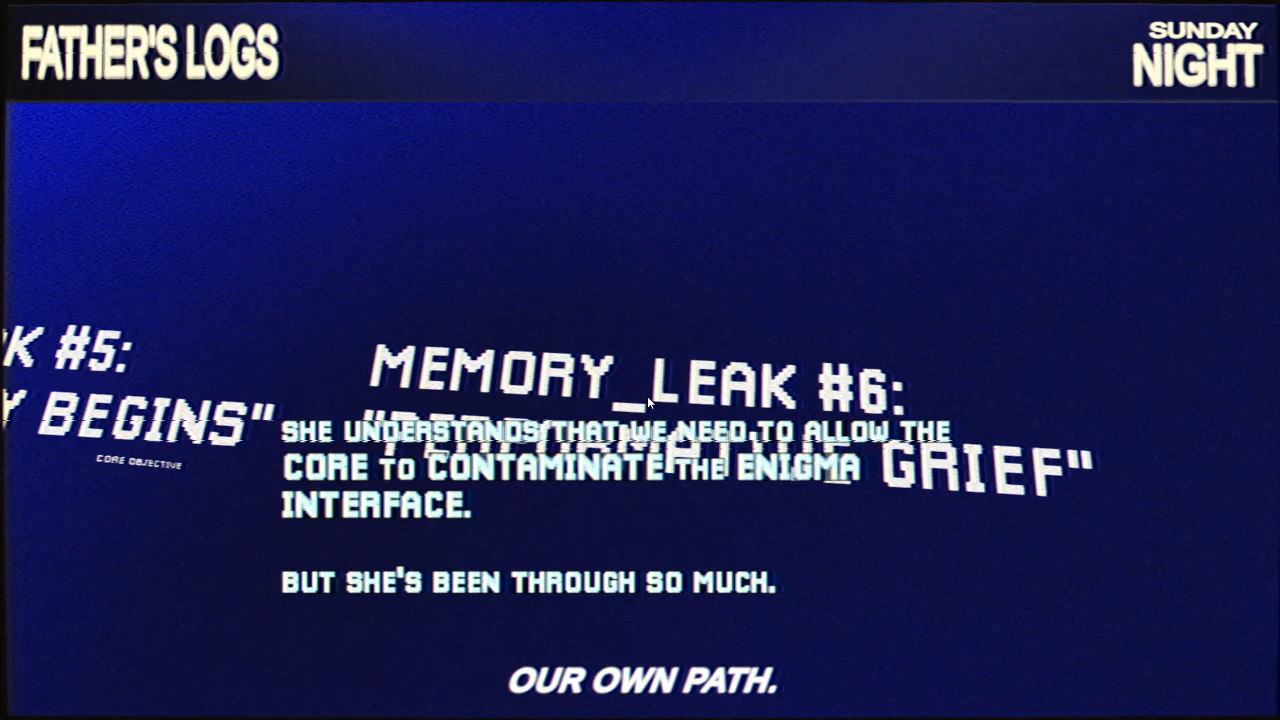 FATHER'S LOGS
SUNDAY
NIGHT
K #5:
Y BEGINS"
CORE OBJECTIVE
MEMORY_LEAK #6:
GRIEF"
SHE UNDERSTANDS THAT WE NEED TO ALLOW THE
CORE TO CONTAMINATE THE ENIGMA
INTERFACE.
BUT SHE'S BEEN THROUGH SO MUCH.
OUR OWN PATH.